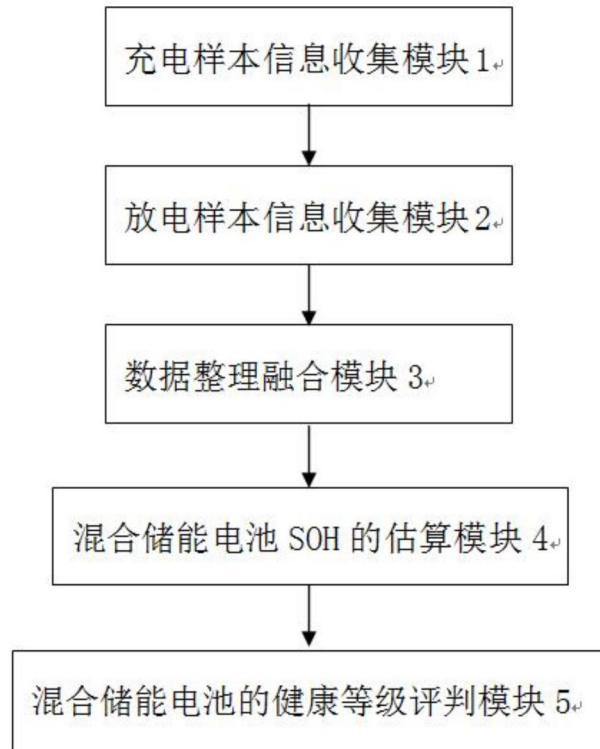 充电样本信息收集模块1
放电样本信息收集模块2
数据整理融合模块 3
混合储能电池 SOH 的估算模块 4
混合储能电池的健康等级评判模块 5